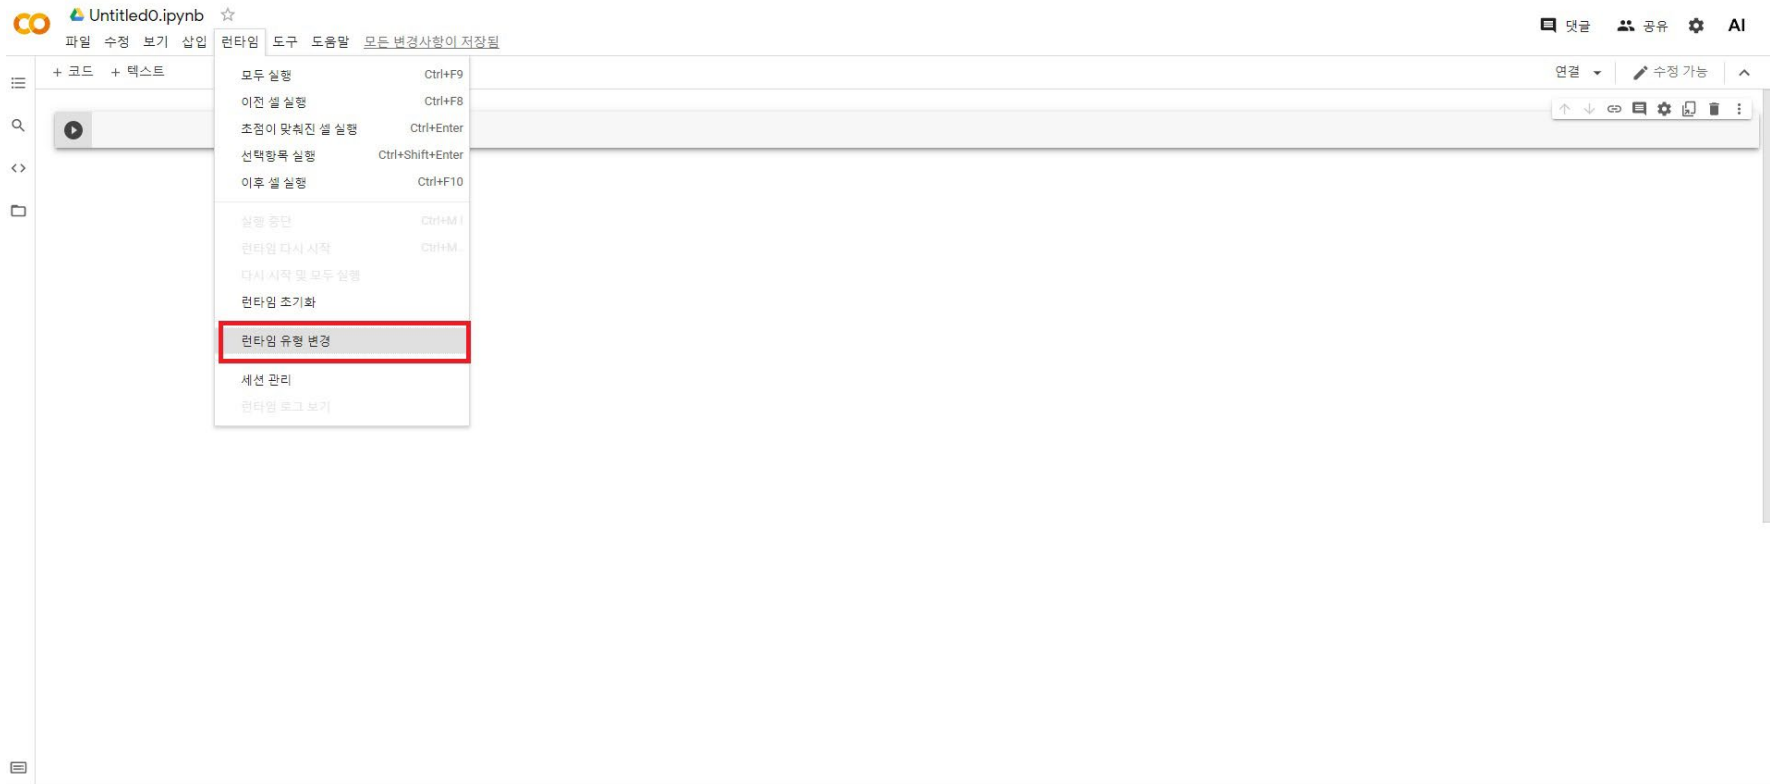 Untitled0.ipynb
댓글 공유 AI
파일 수정 보기 삽입 런타임 도구 도움말 모든 변경사항이 저장됨
+ 코드 + 텍스트
연결 수정 가능
모두 실행 Ctrl+F9
이전 셀 실행 Ctrl+F8
초점이 맞춰진 셀 실행 Ctrl+Enter
선택항목 실행 Ctrl+Shift+Enter
이후 셀 실행 Ctrl+F10
실행 중단 Ctrl+M I
런타임 다시 시작 Ctrl+M .
다시 시작 및 모두 실행
런타임 초기화
런타임 유형 변경
세션 관리
런타임 로그 보기